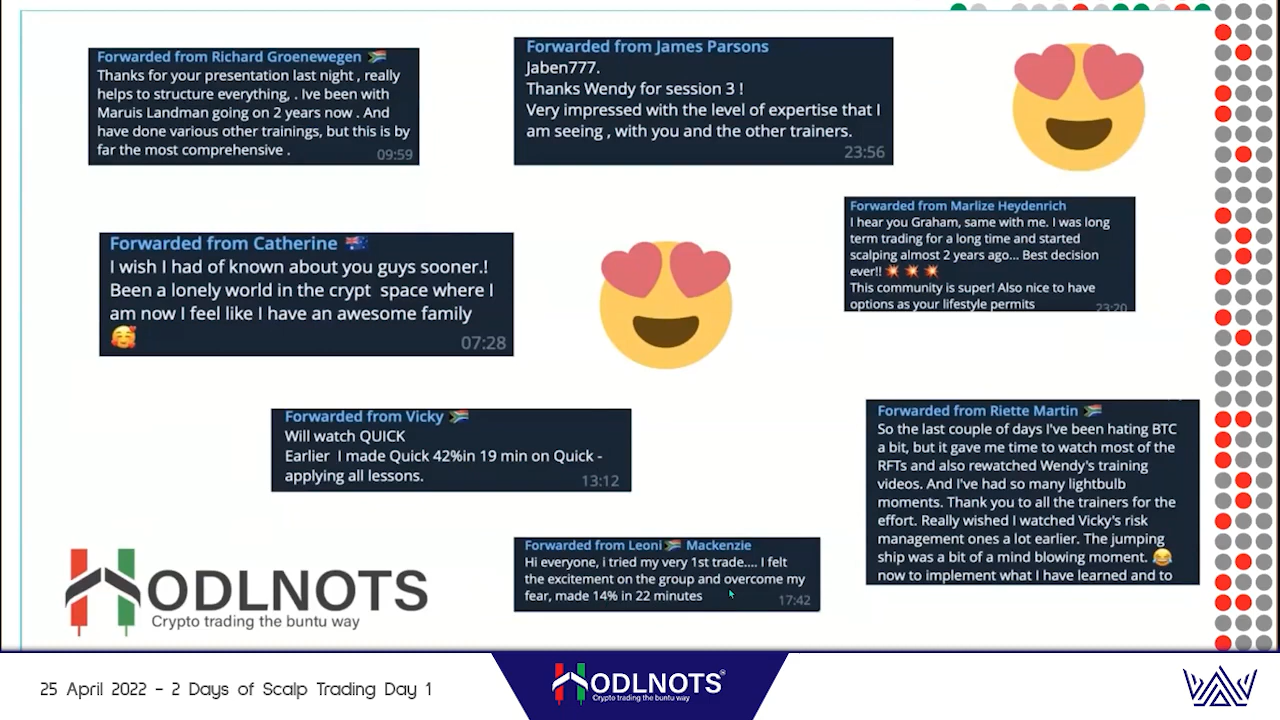 Forwarded from Richard Groenewegen
Thanks for your presentation last night , really
helps to structure everything, . Ive been with
Maruis Landman going on 2 years now . And
have done various other trainings, but this is by
far the most comprehensive .
09:59
Forwarded from James Parsons
Jaben777.
Thanks Wendy for session 3 !
Very impressed with the level of expertise that I
am seeing , with you and the other trainers.
23:56
Forwarded from Marlize Heydenrich
I hear you Graham, same with me. I was long
term trading for a long time and started
scalping almost 2 years ago... Best decision
ever!! 💥 💥 💥
This community is super! Also nice to have
options as your lifestyle permits
23:20
Forwarded from Catherine 🇦🇺
I wish I had of known about you guys sooner.!
Been a lonely world in the crypt space where I
am now I feel like I have an awesome family
🥰
07:28
Forwarded from Vicky 🇿🇦
Will watch QUICK
Earlier I made Quick 42%in 19 min on Quick -
applying all lessons.
13:12
Forwarded from Riette Martin 🇿🇦
So the last couple of days I've been hating BTC
a bit, but it gave me time to watch most of the
RFTs and also rewatched Wendy's training
videos. And I've had so many lightbulb
moments. Thank you to all the trainers for the
effort. Really wished I watched Vicky's risk
management ones a lot earlier. The jumping
ship was a bit of a mind blowing moment. 😂
now to implement what I have learned and to
Forwarded from Leoni 🇿🇦 Mackenzie
Hi everyone, i tried my very 1st trade.... I felt
the excitement on the group and overcome my
fear, made 14% in 22 minutes
17:42
HODLNOTS
Crypto trading the buntu way
25 April 2022 - 2 Days of Scalp Trading Day 1
HODLNOTS®
Crypto trading the buntu way